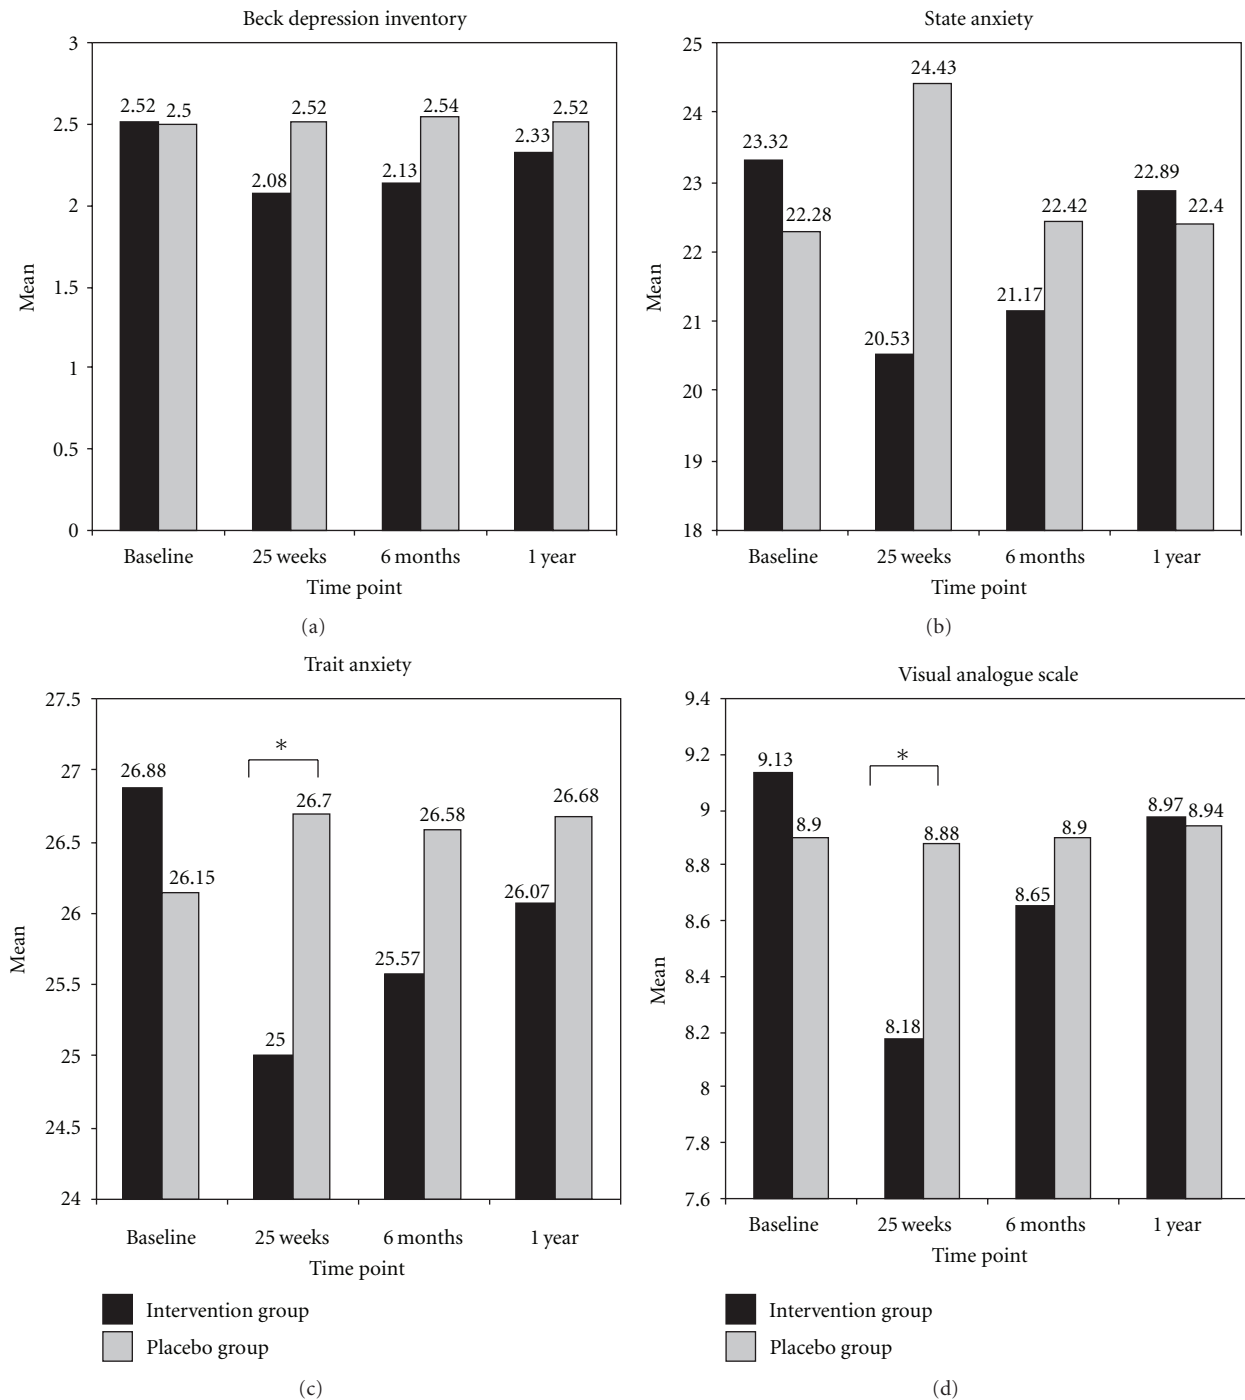 Beck depression inventory
3
2.5
2
1.5
1
0.5
0
Mean
2.52
2.5
2.08
2.52
2.13
2.54
2.33
2.52
Baseline
25 weeks
6 months
1 year
Time point
(a)
State anxiety
25
24
23
22
21
20
19
18
Mean
23.32
22.28
20.53
24.43
21.17
22.42
22.89
22.4
Baseline
25 weeks
6 months
1 year
Time point
(b)
Trait anxiety
27.5
27
26.5
26
25.5
25
24.5
24
Mean
26.88
26.15
*
25
26.7
25.57
26.58
26.07
26.68
Baseline
25 weeks
6 months
1 year
Time point
Intervention group
Placebo group
(c)
Visual analogue scale
9.4
9.2
9
8.8
8.6
8.4
8.2
8
7.8
7.6
Mean
9.13
8.9
*
8.18
8.88
8.65
8.9
8.97
8.94
Baseline
25 weeks
6 months
1 year
Time point
Intervention group
Placebo group
(d)